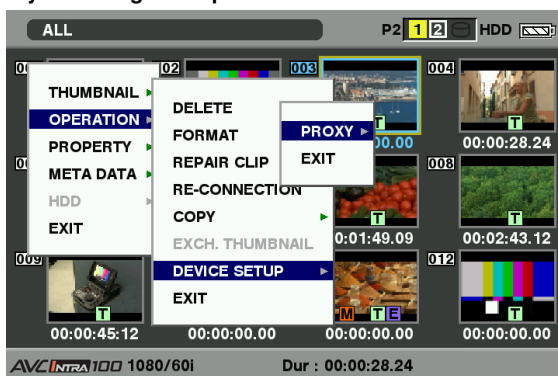 ALL P2 1 2 HDD
02 003 004
THUMBNAIL
OPERATION
PROPERTY
META DATA
HDD
EXIT
DELETE
FORMAT
REPAIR CLIP
RE-CONNECTION
COPY
EXCH. THUMBNAIL
DEVICE SETUP
EXIT
PROXY
EXIT
T T
00.00 00:00:28.24
008
T T
0:01:49.09 00:02:43.12
009 012
T M T E T
00:00:45:12 00:00:00.00 00:00:00.00 00:00:00.00
AVC INTRA 100 1080/60i Dur : 00:00:28.24